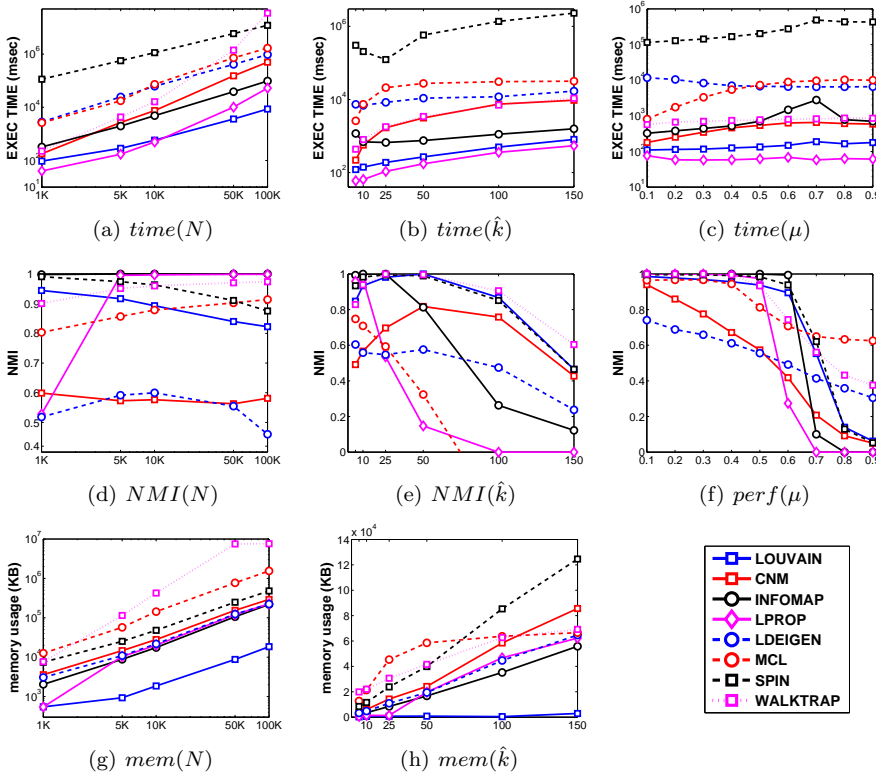 EXEC TIME (msec)
10^6
10^4
10^2
10^1
1K 5K 10K 50K 100K
(a) time(N)
EXEC TIME (msec)
10^6
10^4
10^2
10 25 50 100 150
(b) time(k̂)
EXEC TIME (msec)
10^6
10^5
10^4
10^3
10^2
10^1
0.1 0.2 0.3 0.4 0.5 0.6 0.7 0.8 0.9
(c) time(μ)
NMI
1
0.9
0.8
0.7
0.6
0.5
0.4
1K 5K 10K 50K 100K
(d) NMI(N)
NMI
1
0.8
0.6
0.4
0.2
0
10 25 50 100 150
(e) NMI(k̂)
NMI
1
0.8
0.6
0.4
0.2
0
0.1 0.2 0.3 0.4 0.5 0.6 0.7 0.8 0.9
(f) perf(μ)
memory usage (KB)
10^7
10^6
10^5
10^4
10^3
1K 5K 10K 50K 100K
(g) mem(N)
memory usage (KB)
x 10^4
14
12
10
8
6
4
2
0
10 25 50 100 150
(h) mem(k̂)
LOUVAIN
CNM
INFOMAP
LPROP
LDEIGEN
MCL
SPIN
WALKTRAP